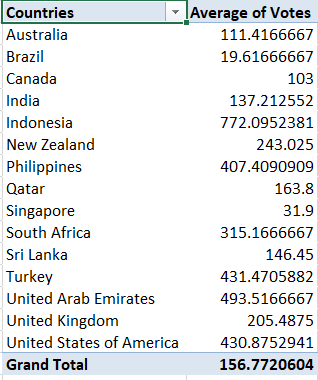 Countries Average of Votes
Australia 111.4166667
Brazil 19.61666667
Canada 103
India 137.212552
Indonesia 772.0952381
New Zealand 243.025
Philippines 407.4090909
Qatar 163.8
Singapore 31.9
South Africa 315.1666667
Sri Lanka 146.45
Turkey 431.4705882
United Arab Emirates 493.5166667
United Kingdom 205.4875
United States of America 430.8752941
Grand Total 156.7720604